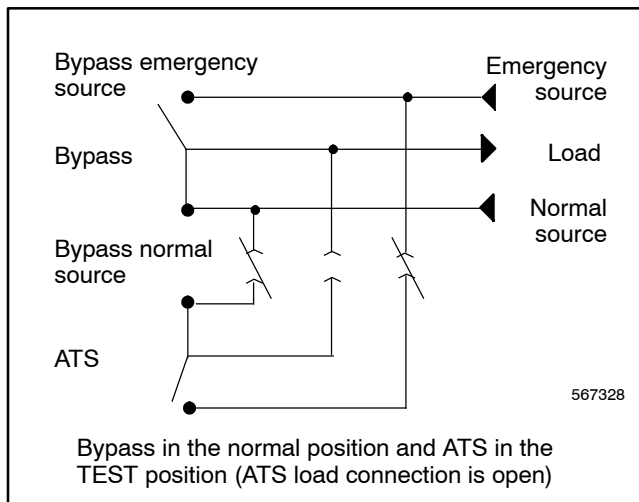 Bypass emergency
source
Emergency
source
Bypass
Load
Normal
source
Bypass normal
source
ATS
567328
Bypass in the normal position and ATS in the
TEST position (ATS load connection is open)